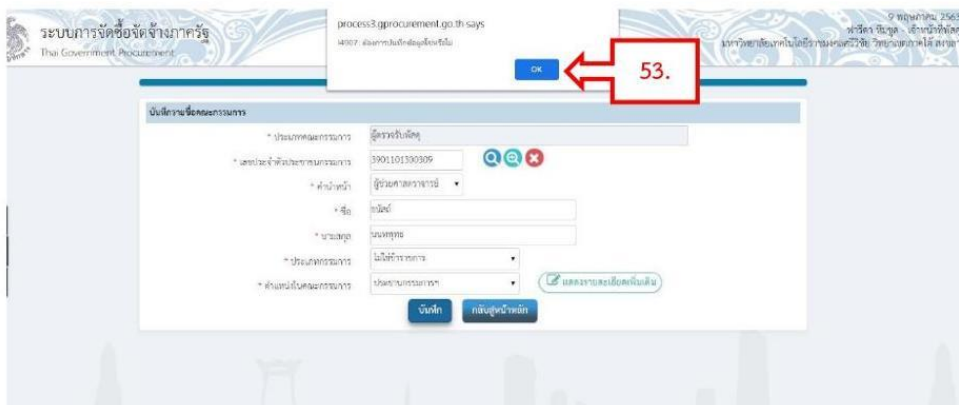 ระบบการจัดซื้อจัดจ้างภาครัฐ
Thai Government Procurement
process3.gprocurement.go.th says
ต้องการบันทึกข้อมูลใช่หรือไม่
OK
53.
9 พฤษภาคม
บันทึกรายชื่อคณะกรรมการ
* ประเภทคณะกรรมการ ผู้ตรวจรับพัสดุ
* เลขประจำตัวประชาชนกรรมการ
* คำนำหน้า ผู้ช่วยศาสตราจารย์
* ชื่อ
* นามสกุล
* ประเภทกรรมการ ไม่ใช่ข้าราชการ
* ตำแหน่งในคณะกรรมการ ประธานกรรมการฯ แสดงรายละเอียดเพิ่มเติม
บันทึก กลับสู่หน้าหลัก